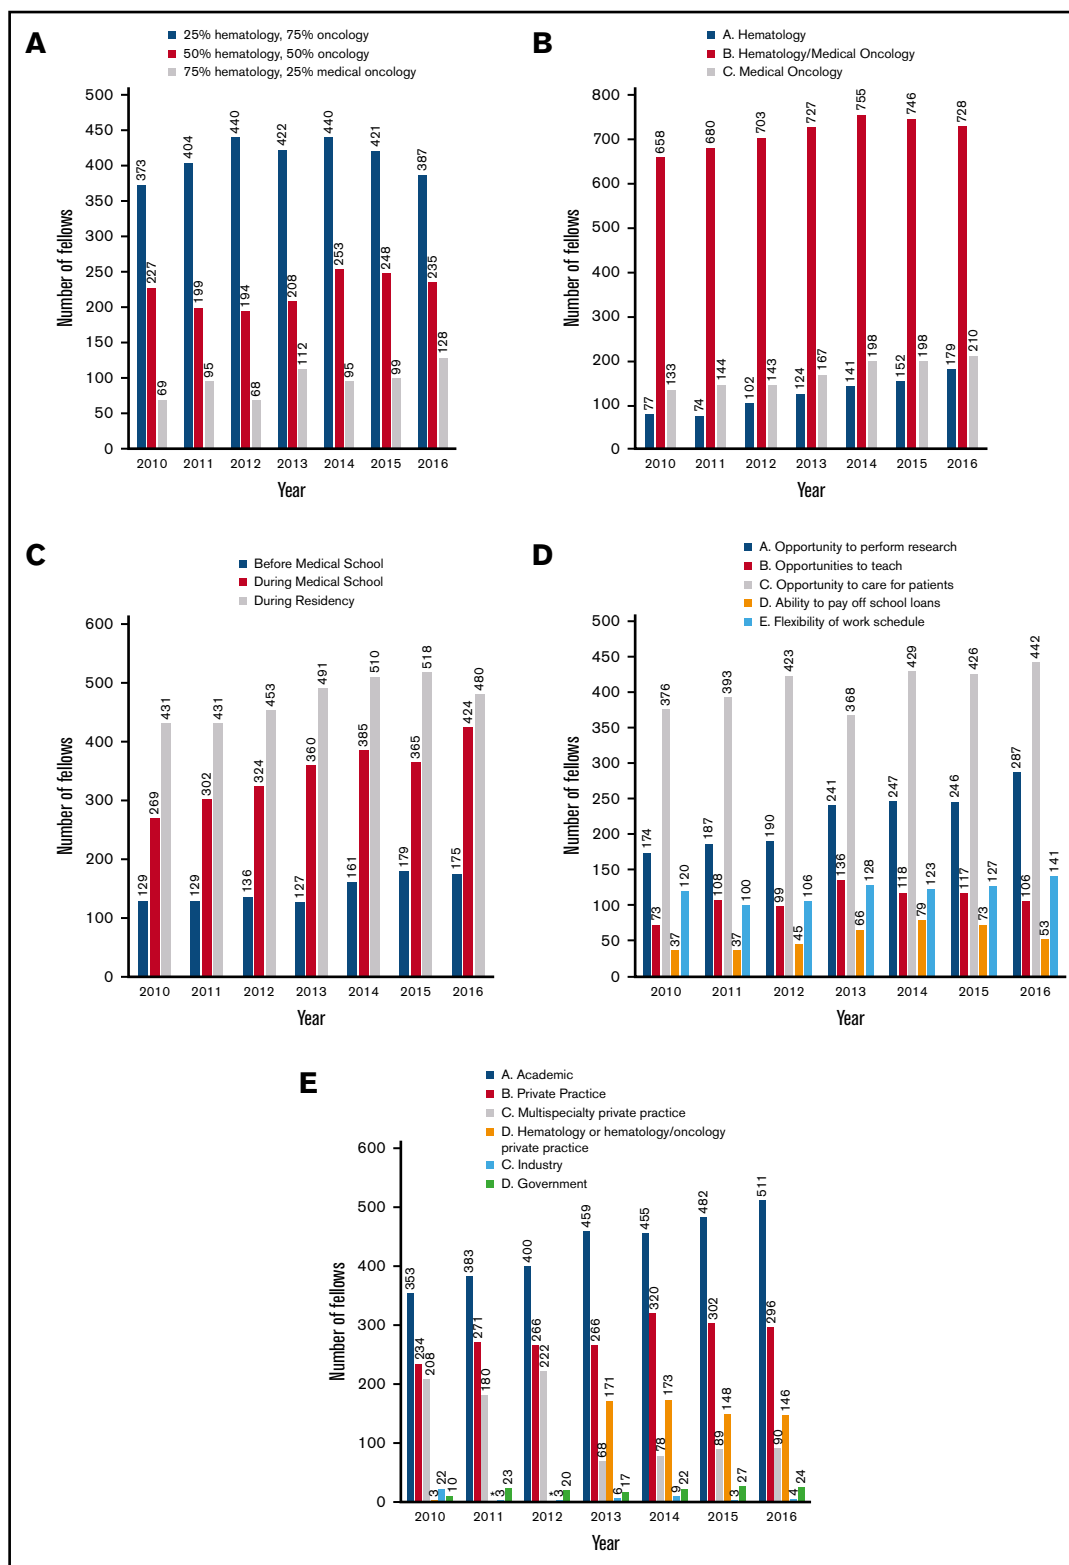 A
25% hematology, 75% oncology
50% hematology, 50% oncology
75% hematology, 25% medical oncology
Number of fellows
500
450
400
350
300
250
200
150
100
50
0
373 227 69
404 199 95
440 194 68
422 208 112
440 253 95
421 248 99
387 235 128
2010 2011 2012 2013 2014 2015 2016
Year
B
A. Hematology
B. Hematology/Medical Oncology
C. Medical Oncology
Number of fellows
800
700
600
500
400
300
200
100
0
77 658 133
74 680 144
102 703 143
124 727 167
141 755 198
152 746 198
179 728 210
2010 2011 2012 2013 2014 2015 2016
Year
C
Before Medical School
During Medical School
During Residency
Number of fellows
600
500
400
300
200
100
0
129 269 431
129 302 431
136 324 453
127 360 491
161 385 510
179 365 518
175 424 480
2010 2011 2012 2013 2014 2015 2016
Year
D
A. Opportunity to perform research
B. Opportunities to teach
C. Opportunity to care for patients
D. Ability to pay off school loans
E. Flexibility of work schedule
Number of fellows
500
450
400
350
300
250
200
150
100
50
0
174 73 376 37 120
187 108 393 37 100
190 99 423 45 106
241 136 368 66 128
247 118 429 79 123
246 117 426 73 127
287 106 442 53 141
2010 2011 2012 2013 2014 2015 2016
Year
E
A. Academic
B. Private Practice
C. Multispecialty private practice
D. Hematology or hematology/oncology
private practice
C. Industry
D. Government
Number of fellows
600
500
400
300
200
100
0
353 234 208 3 22 10
383 271 180 * 3 23
400 266 222 * 3 20
459 266 68 171 6 17
455 320 78 173 9 22
482 302 89 148 3 27
511 296 90 146 4 24
2010 2011 2012 2013 2014 2015 2016
Year